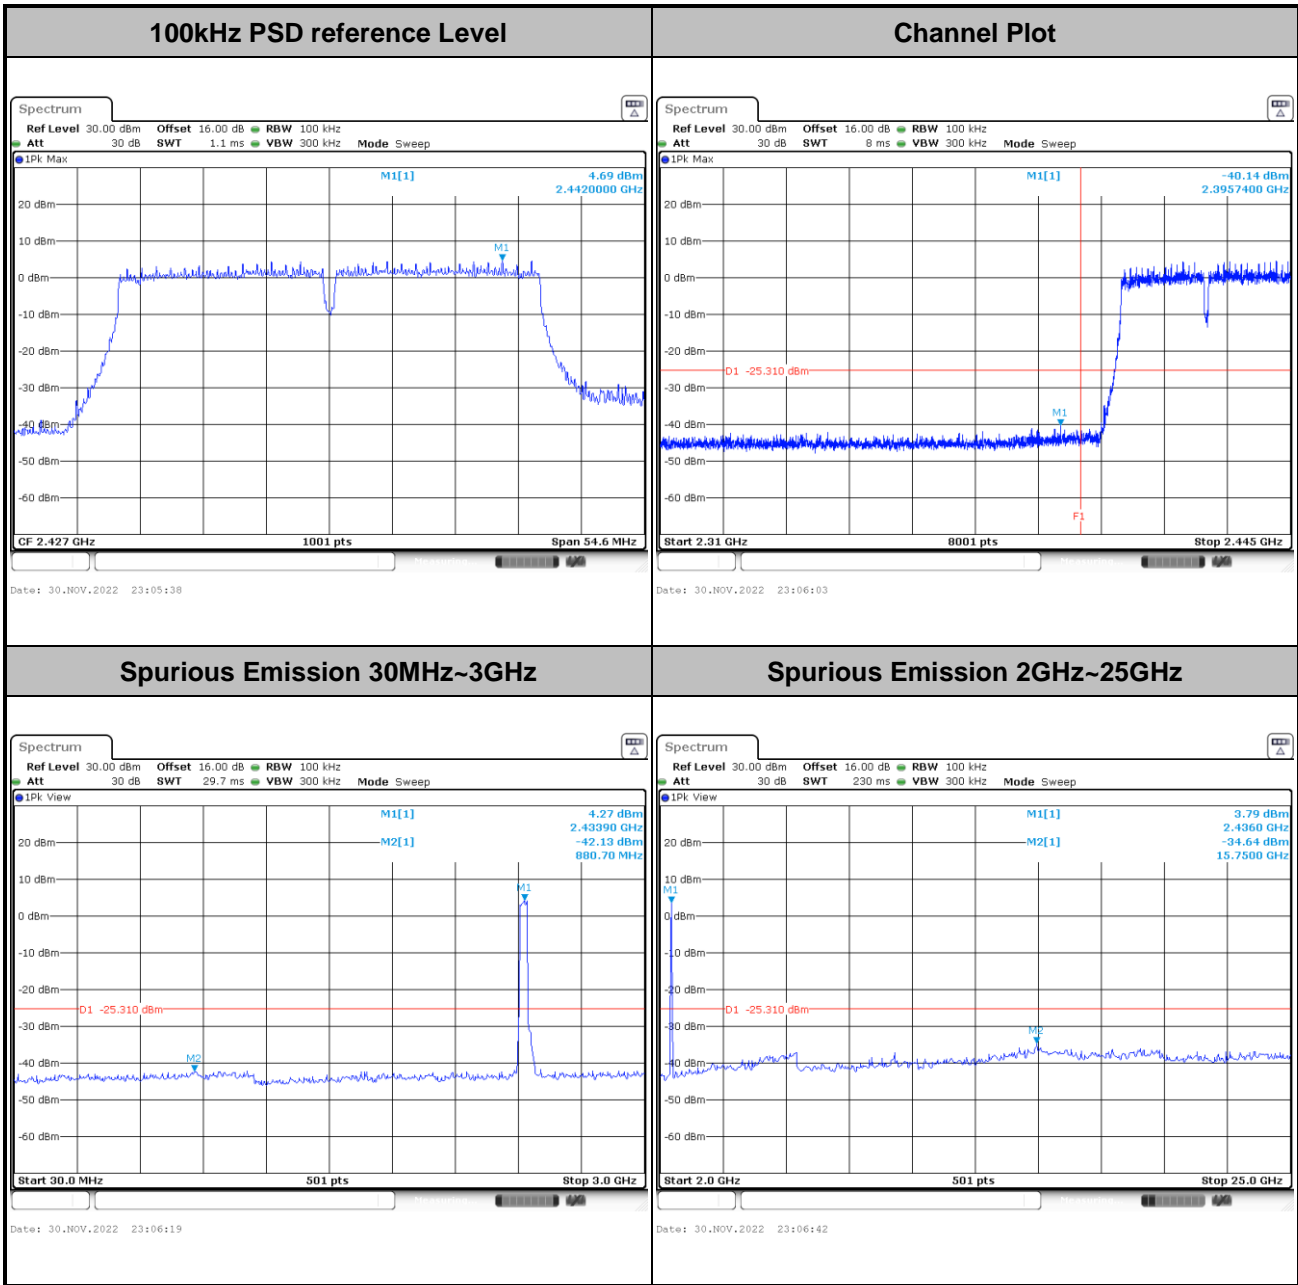 100kHz PSD reference Level
Spectrum
Ref Level 30.00 dBm Offset 16.00 dB RBW 100 kHz
Att 30 dB SWT 1.1 ms VBW 300 kHz Mode Sweep
1Pk Max
M1[1] 4.69 dBm
2.4420000 GHz
20 dBm
10 dBm
M1
0 dBm
-10 dBm
-20 dBm
-30 dBm
-40 dBm
-50 dBm
-60 dBm
CF 2.427 GHz 1001 pts Span 54.6 MHz
Measuring...
Date: 30.NOV.2022 23:05:38
Channel Plot
Spectrum
Ref Level 30.00 dBm Offset 16.00 dB RBW 100 kHz
Att 30 dB SWT 8 ms VBW 300 kHz Mode Sweep
1Pk Max
M1[1] -40.14 dBm
2.3957400 GHz
20 dBm
10 dBm
0 dBm
-10 dBm
-20 dBm
D1 -25.310 dBm
-30 dBm
-40 dBm
M1
-50 dBm
-60 dBm
F1
Start 2.31 GHz 8001 pts Stop 2.445 GHz
Measuring...
Date: 30.NOV.2022 23:06:03
Spurious Emission 30MHz~3GHz
Spectrum
Ref Level 30.00 dBm Offset 16.00 dB RBW 100 kHz
Att 30 dB SWT 29.7 ms VBW 300 kHz Mode Sweep
1Pk View
M1[1] 4.27 dBm
2.43390 GHz
M2[1] -42.13 dBm
880.70 MHz
20 dBm
10 dBm
M1
0 dBm
-10 dBm
-20 dBm
D1 -25.310 dBm
-30 dBm
M2
-40 dBm
-50 dBm
-60 dBm
Start 30.0 MHz 501 pts Stop 3.0 GHz
Measuring...
Date: 30.NOV.2022 23:06:19
Spurious Emission 2GHz~25GHz
Spectrum
Ref Level 30.00 dBm Offset 16.00 dB RBW 100 kHz
Att 30 dB SWT 230 ms VBW 300 kHz Mode Sweep
1Pk View
M1[1] 3.79 dBm
2.4360 GHz
M2[1] -34.64 dBm
15.7500 GHz
20 dBm
10 dBm
M1
0 dBm
-10 dBm
-20 dBm
D1 -25.310 dBm
-30 dBm
M2
-40 dBm
-50 dBm
-60 dBm
Start 2.0 GHz 501 pts Stop 25.0 GHz
Measuring...
Date: 30.NOV.2022 23:06:42